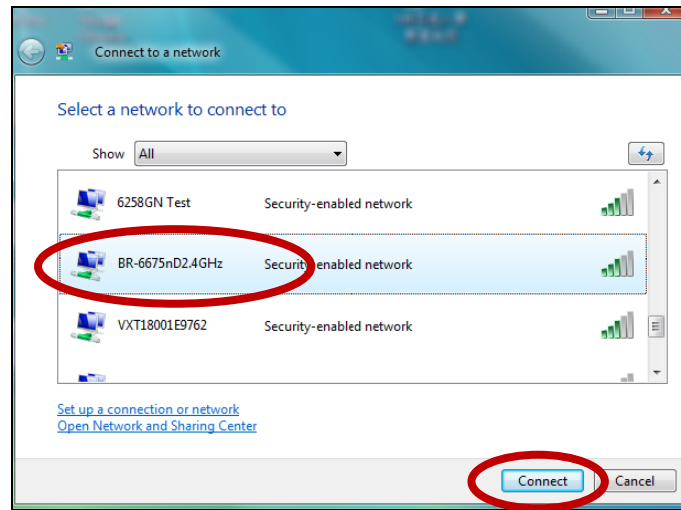 Connect to a network
Select a network to connect to
Show All
6258GN Test Security-enabled network
BR-6675nD2.4GHz Security-enabled network
VXT18001E9762 Security-enabled network
Set up a connection or network
Open Network and Sharing Center
Connect Cancel